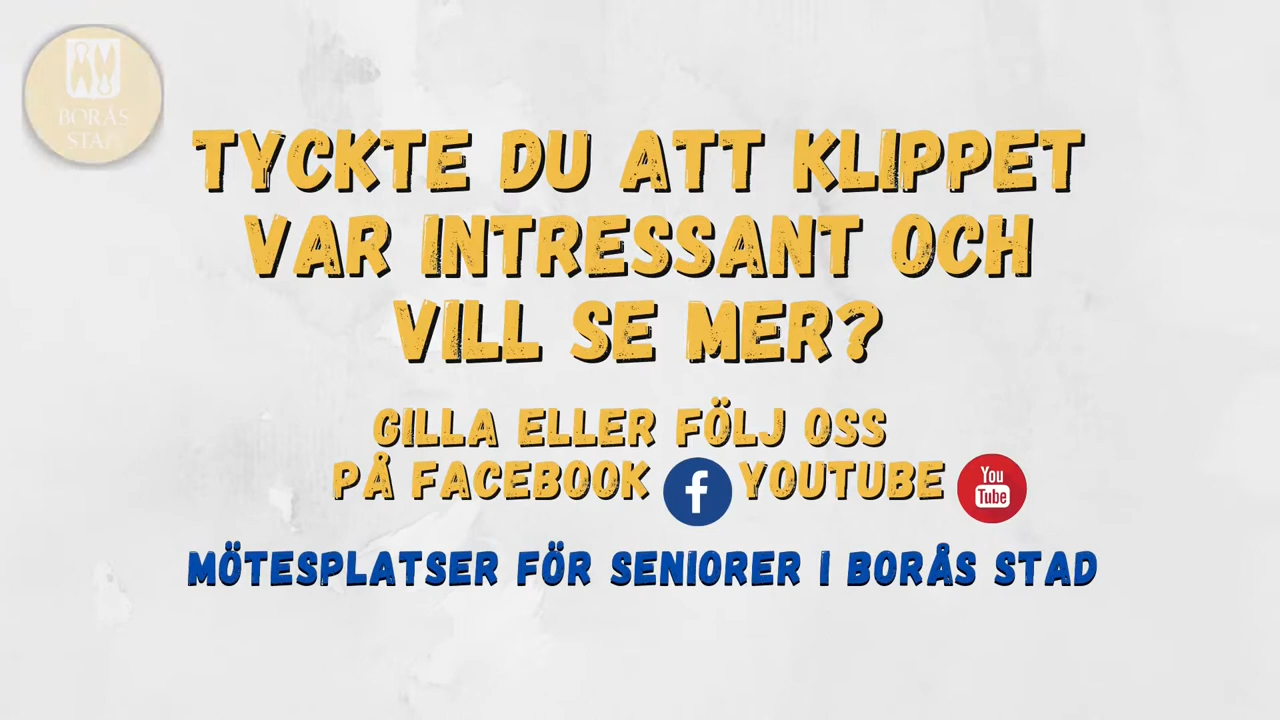 BORÅS
STAD
TYCKTE DU ATT KLIPPET
VAR INTRESSANT OCH
VILL SE MER?
GILLA ELLER FÖLJ OSS
PÅ FACEBOOK f YOUTUBE You
Tube
MÖTESPLATSER FÖR SENIORER I BORÅS STAD